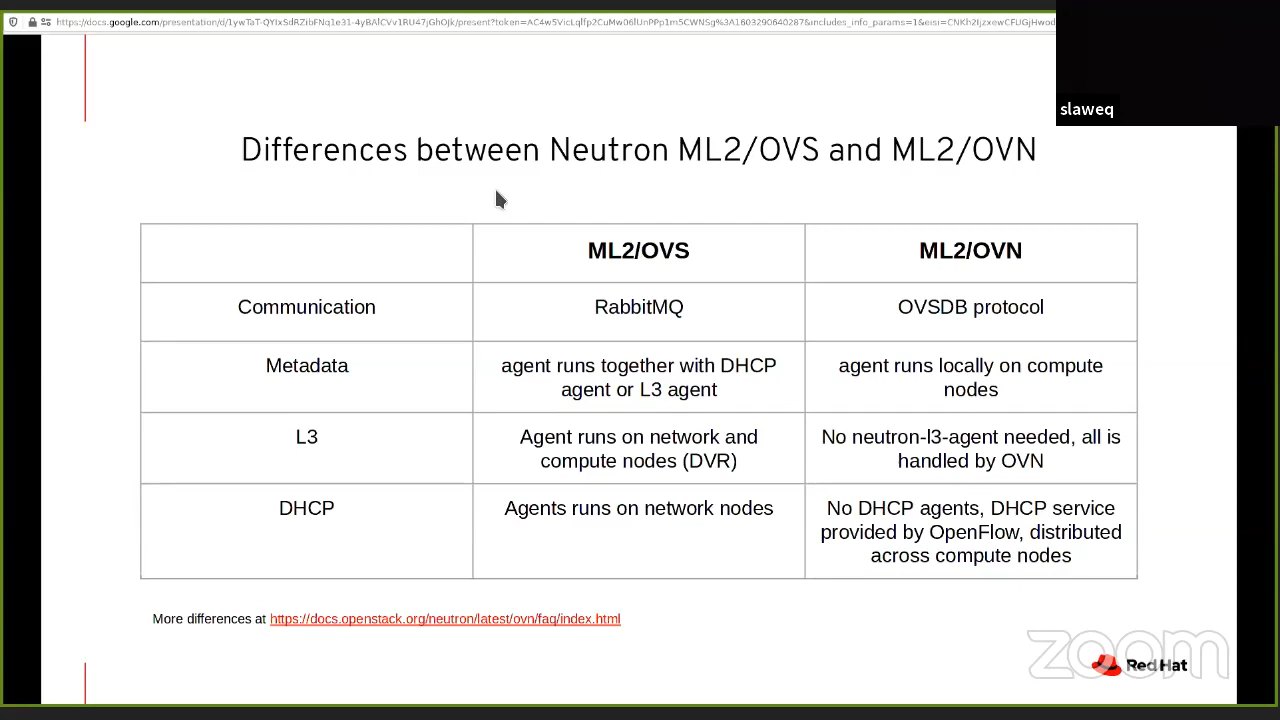 slaweq
Differences between Neutron ML2/OVS and ML2/OVN
ML2/OVS
ML2/OVN
Communication
RabbitMQ
OVSDB protocol
Metadata
agent runs together with DHCP
agent or L3 agent
agent runs locally on compute
nodes
L3
Agent runs on network and
compute nodes (DVR)
No neutron-l3-agent needed, all is
handled by OVN
DHCP
Agents runs on network nodes
No DHCP agents, DHCP service
provided by OpenFlow, distributed
across compute nodes
More differences at https://docs.openstack.org/neutron/latest/ovn/faq/index.html
zoom
Red Hat